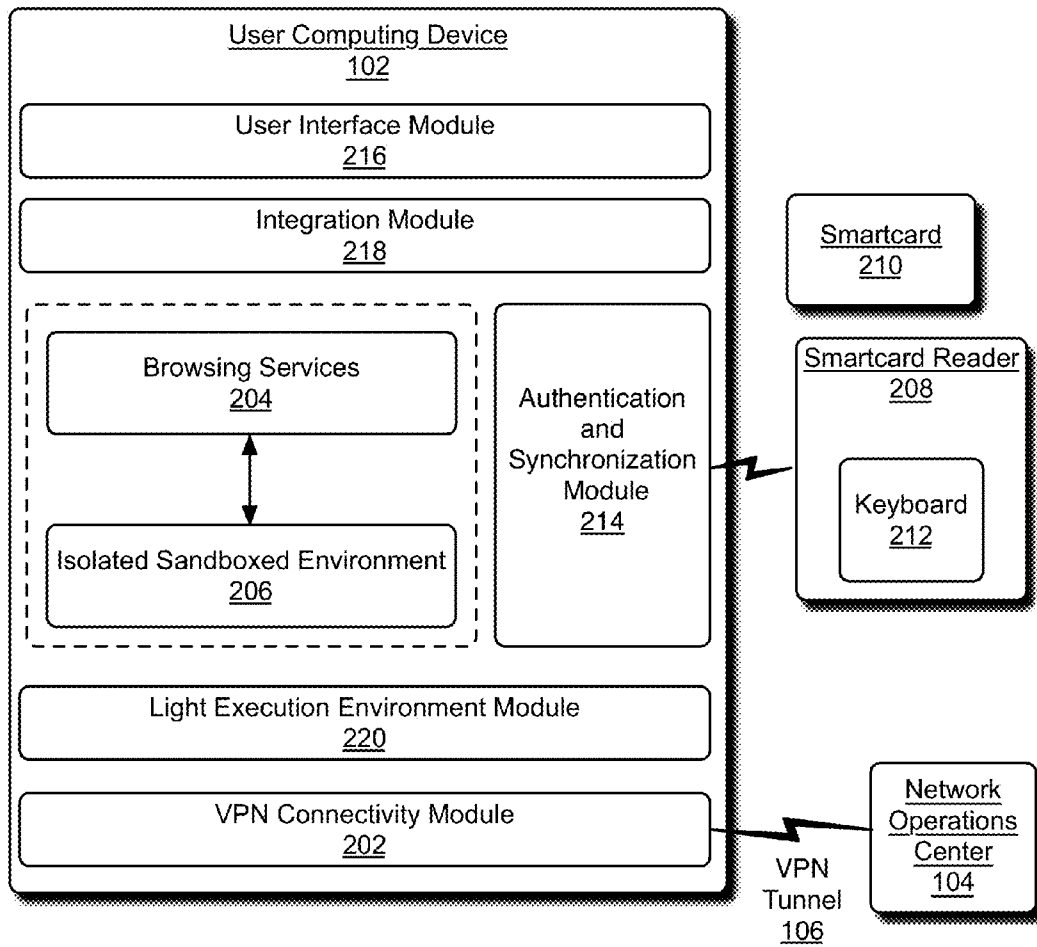 User Computing Device
102
User Interface Module
216
Integration Module
218
Browsing Services
204
Isolated Sandboxed Environment
206
Authentication
and
Synchronization
Module
214
Light Execution Environment Module
220
VPN Connectivity Module
202
Smartcard
210
Smartcard Reader
208
Keyboard
212
VPN
Tunnel
106
Network
Operations
Center
104